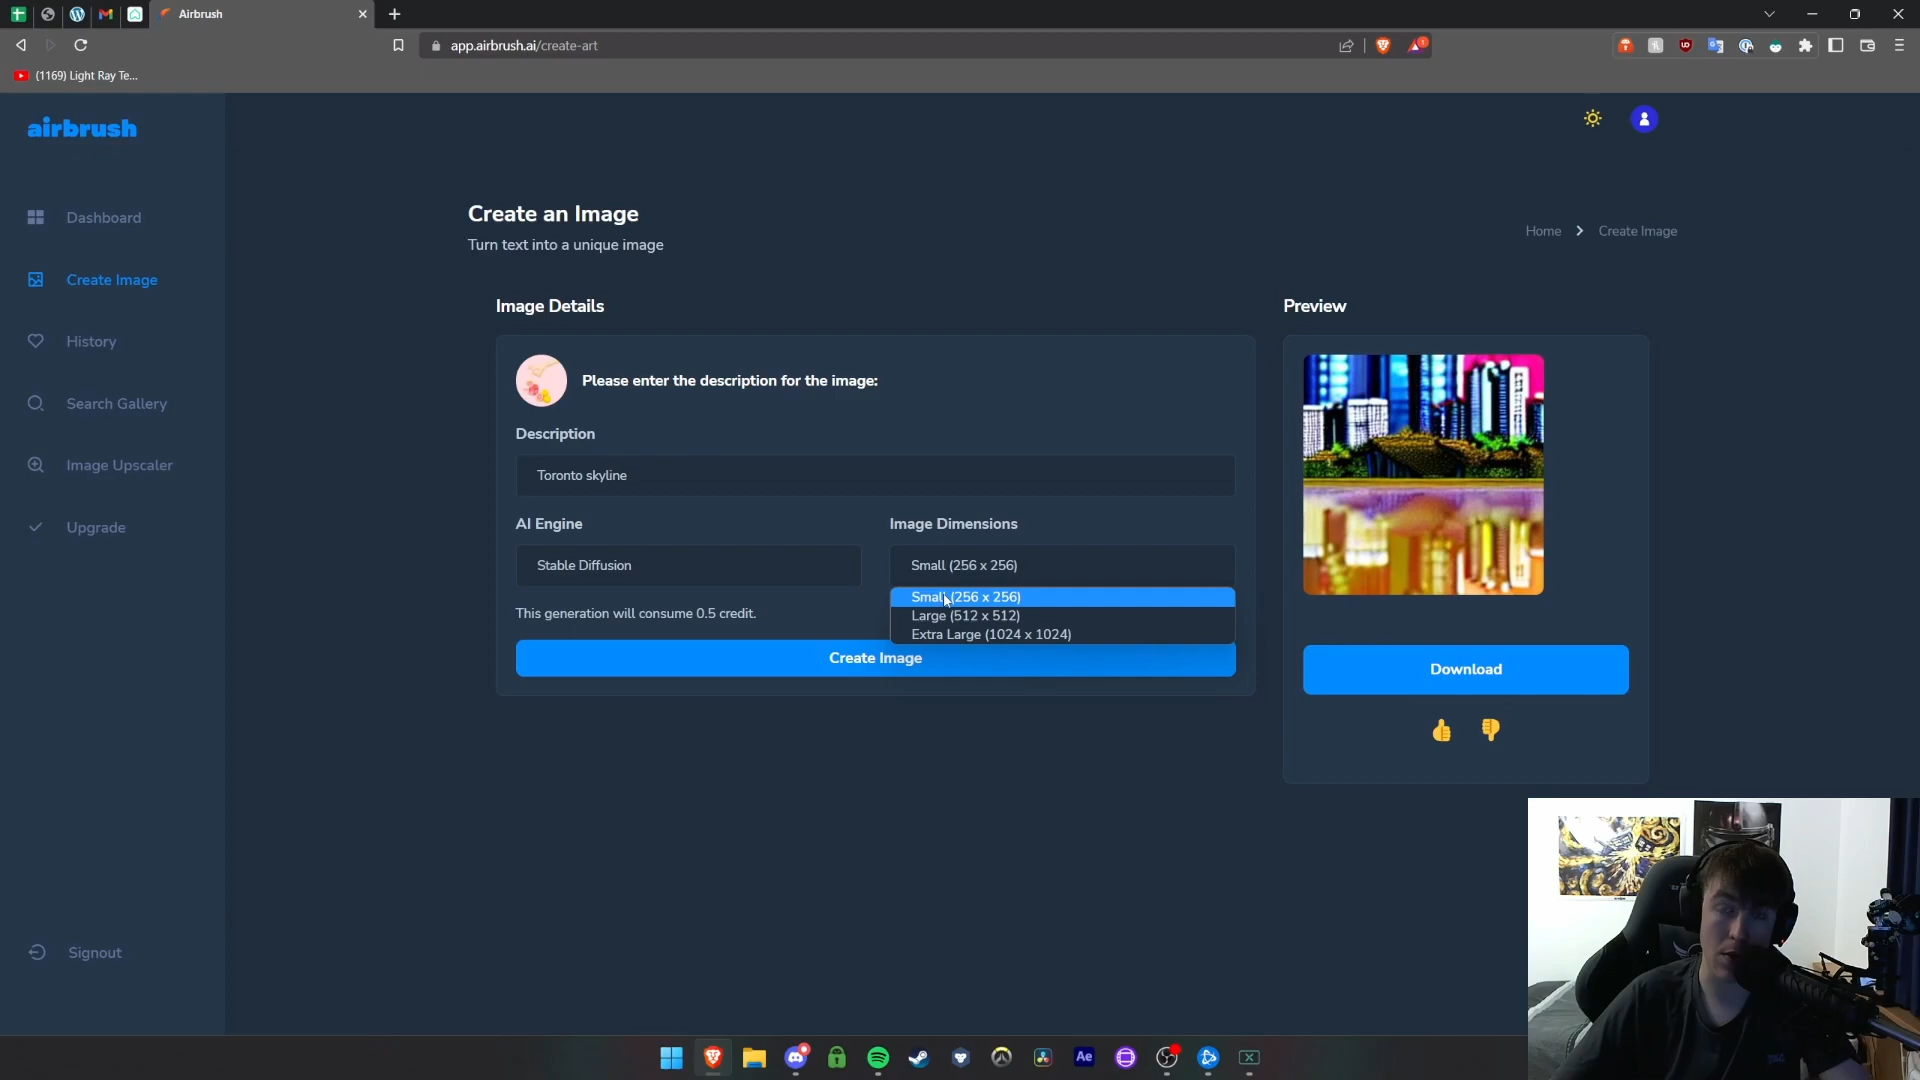 Airbrush
app.airbrush.ai/create-art
1
(1169) Light Ray Te...
airbrush
Dashboard
Create Image
History
Search Gallery
Image Upscaler
Upgrade
Signout
Create an Image
Turn text into a unique image
Home
Create Image
Image Details
Please enter the description for the image:
Description
Toronto skyline
AI Engine
Image Dimensions
Stable Diffusion
Small (256 x 256)
Small (256 x 256)
Large (512 x 512)
Extra Large (1024 x 1024)
This generation will consume 0.5 credit.
Create Image
Preview
Download
Ae